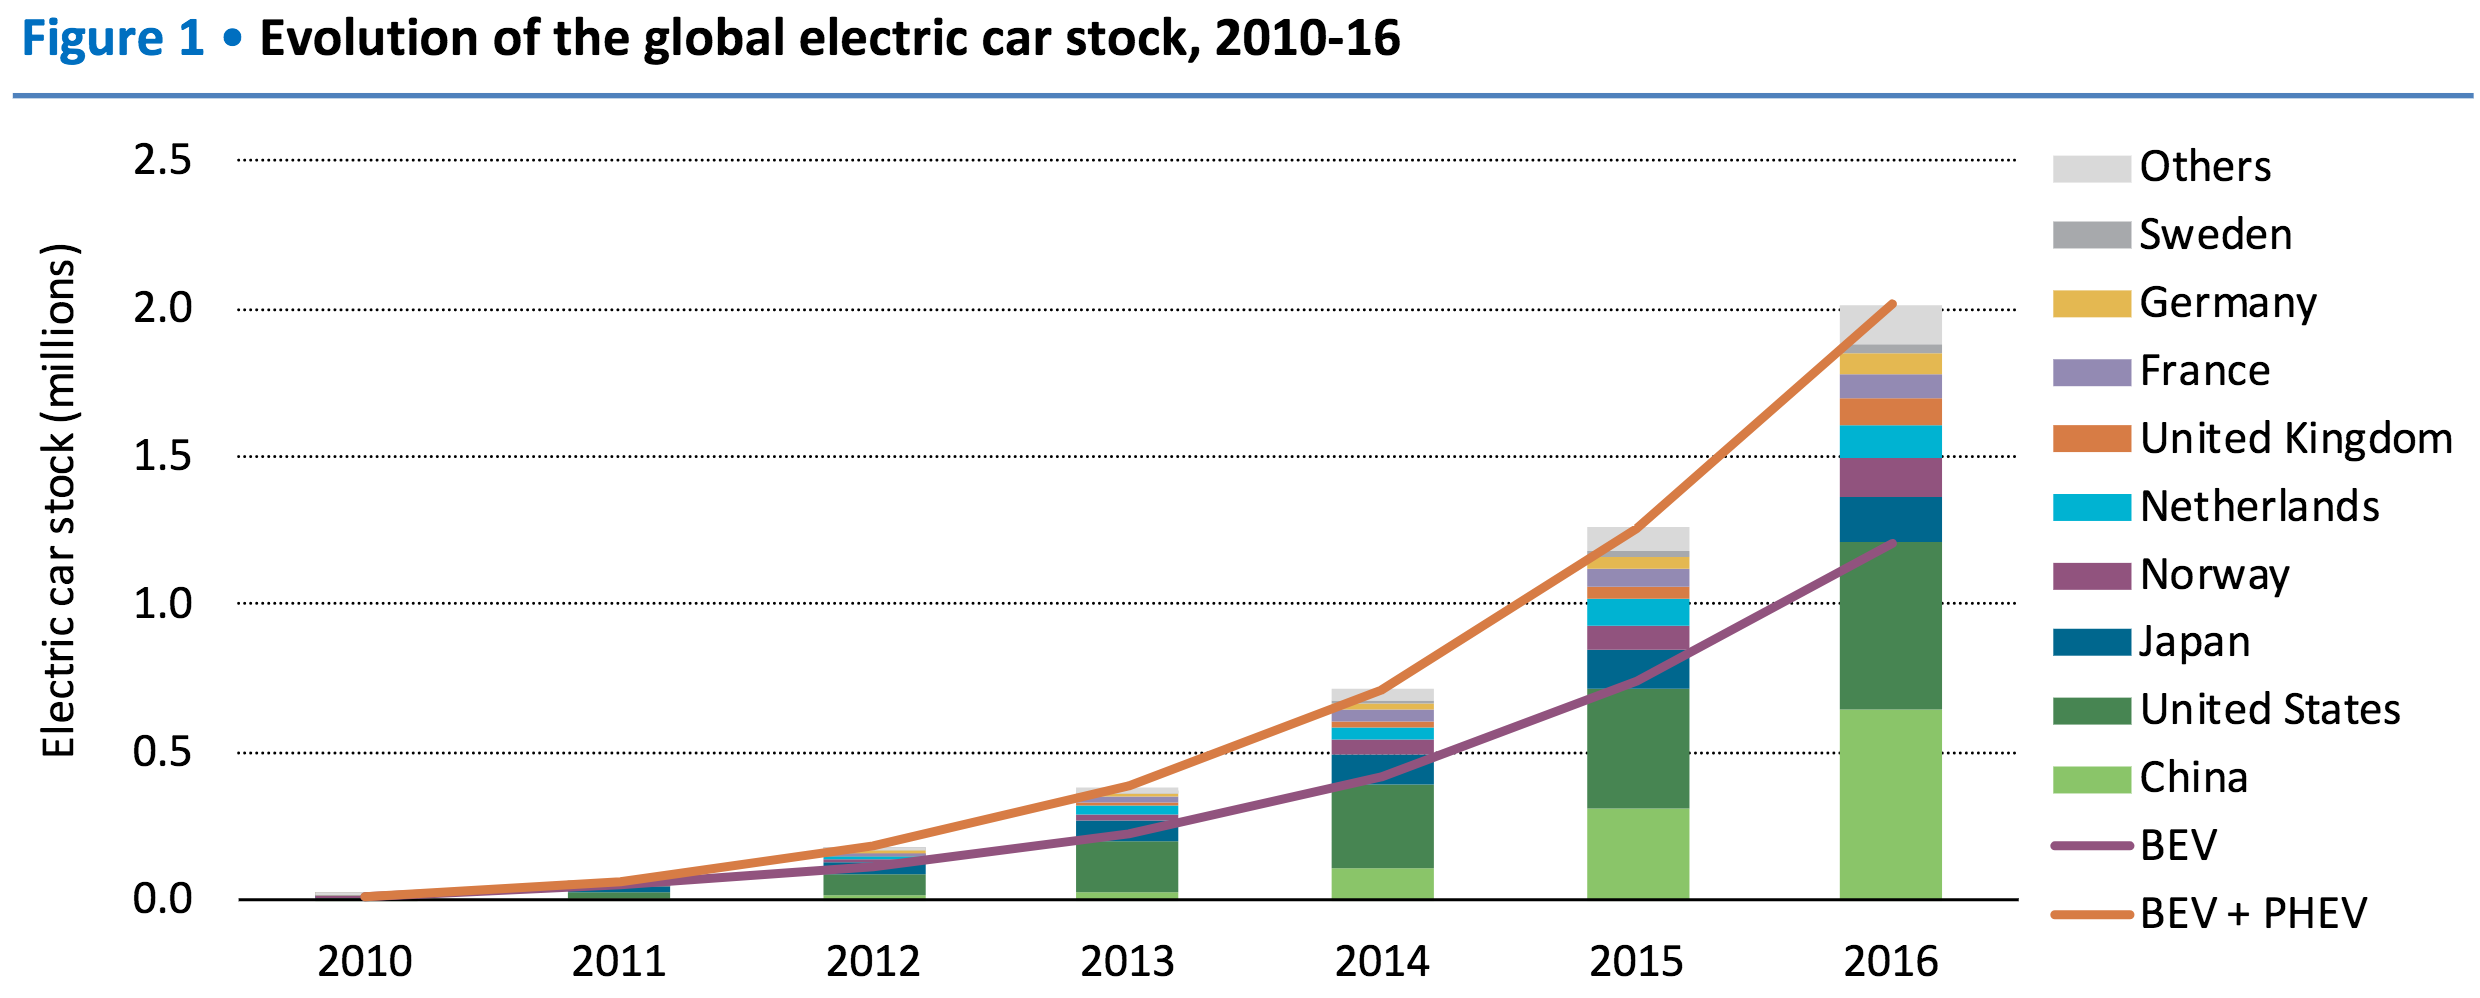 Figure 1 • Evolution of the global electric car stock, 2010-16
Electric car stock (millions)
2.5
2.0
1.5
1.0
0.5
0.0
2010 2011 2012 2013 2014 2015 2016
Others
Sweden
Germany
France
United Kingdom
Netherlands
Norway
Japan
United States
China
BEV
BEV + PHEV